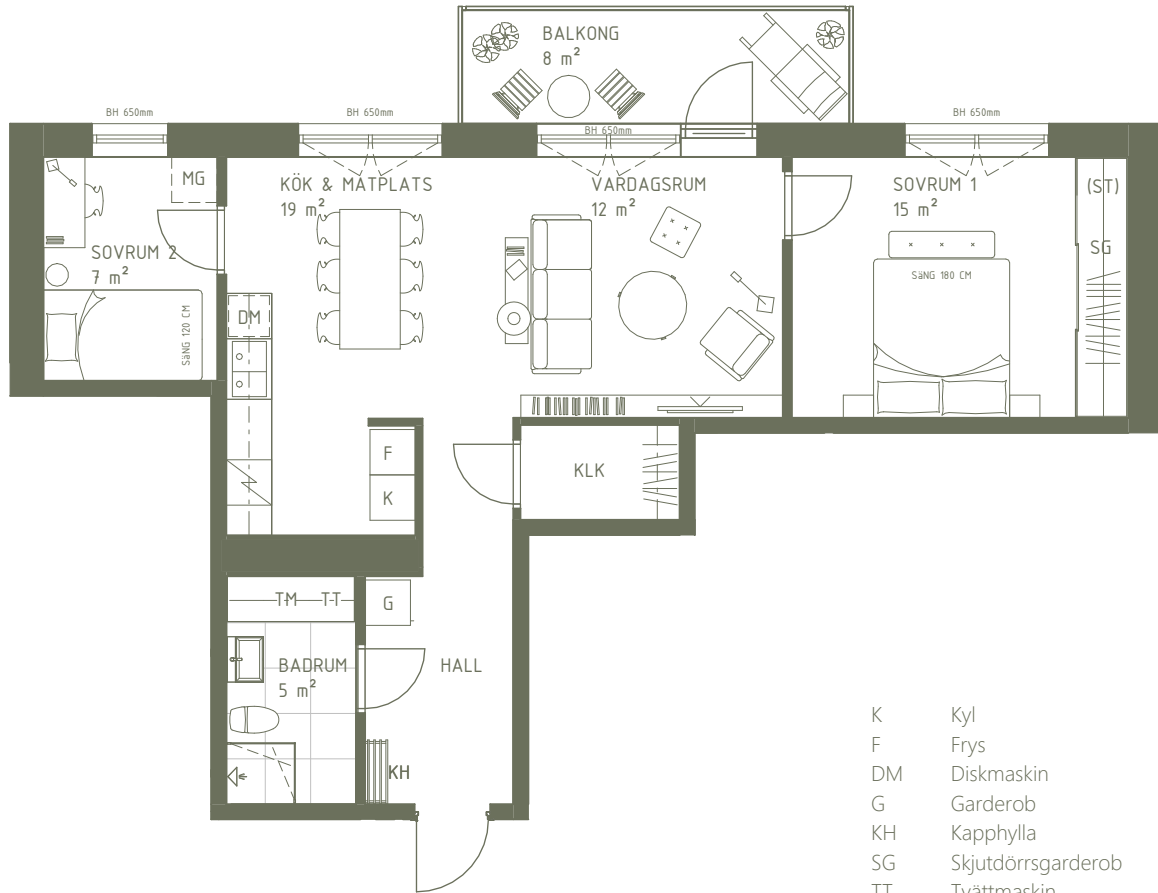 BALKONG
8 m²
BH 650mm
BH 650mm
BH 650mm
BH 650mm
MG
KÖK & MATPLATS
19 m²
VARDAGSRUM
12 m²
SOVRUM 1
15 m²
(ST)
SG
SOVRUM 2
7 m²
SäNG 180 CM
SäNG 120 CM
DM
F
K
KLK
TM TT
G
BADRUM
5 m²
HALL
KH
K Kyl
F Frys
DM Diskmaskin
G Garderob
KH Kapphylla
SG Skjutdörrsgarderob
TT Tvättmaskin